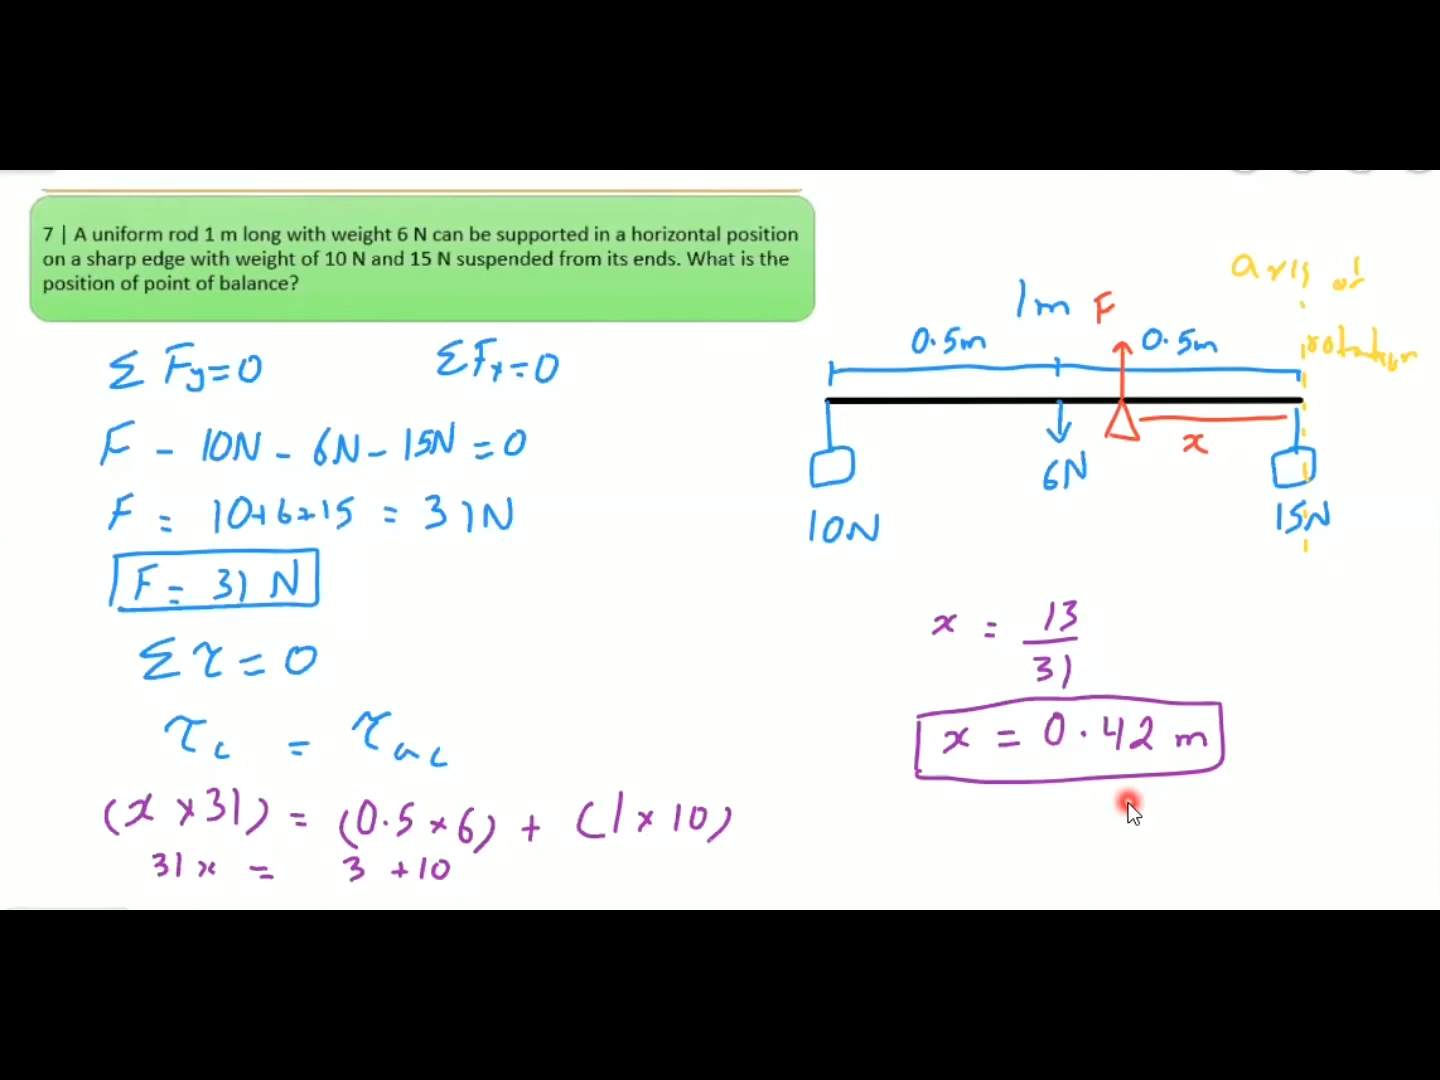 7 | A uniform rod 1 m long with weight 6 N can be supported in a horizontal position
on a sharp edge with weight of 10 N and 15 N suspended from its ends. What is the
position of point of balance?
Σ Fy = 0
ΣFx = 0
F - 10N - 6N - 15N = 0
F = 10+6+15 = 31N
F = 31 N
Στ = 0
τc = τac
(x × 31) = (0.5 × 6) + (1 × 10)
31x = 3 + 10
1m F
0.5m 0.5m
axis of
rotation
x
6N
10N
15N
x = 13/31
x = 0.42 m